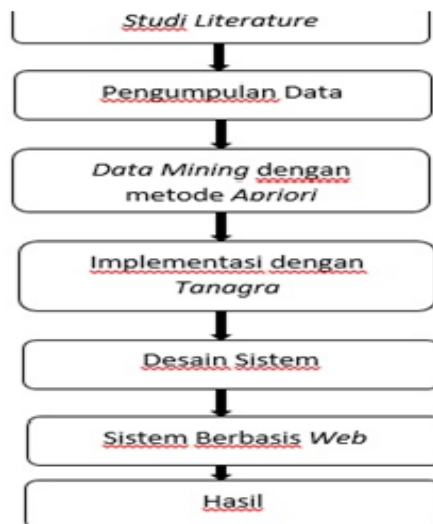 Studi Literature
Pengumpulan Data
Data Mining dengan
metode Apriori
Implementasi dengan
Tanagra
Desain Sistem
Sistem Berbasis Web
Hasil